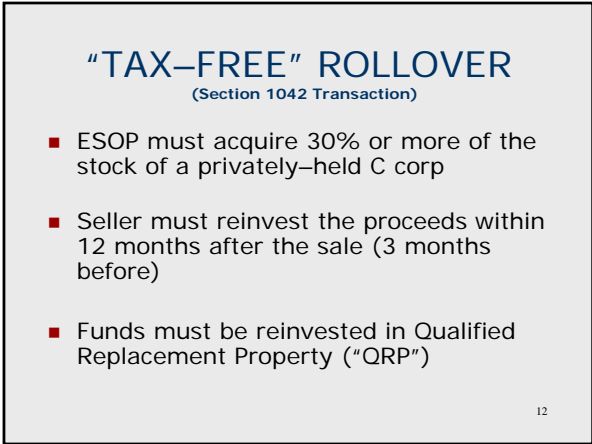 “TAX–FREE” ROLLOVER
(Section 1042 Transaction)
ESOP must acquire 30% or more of the
stock of a privately–held C corp
Seller must reinvest the proceeds within
12 months after the sale (3 months
before)
Funds must be reinvested in Qualified
Replacement Property (“QRP”)
12